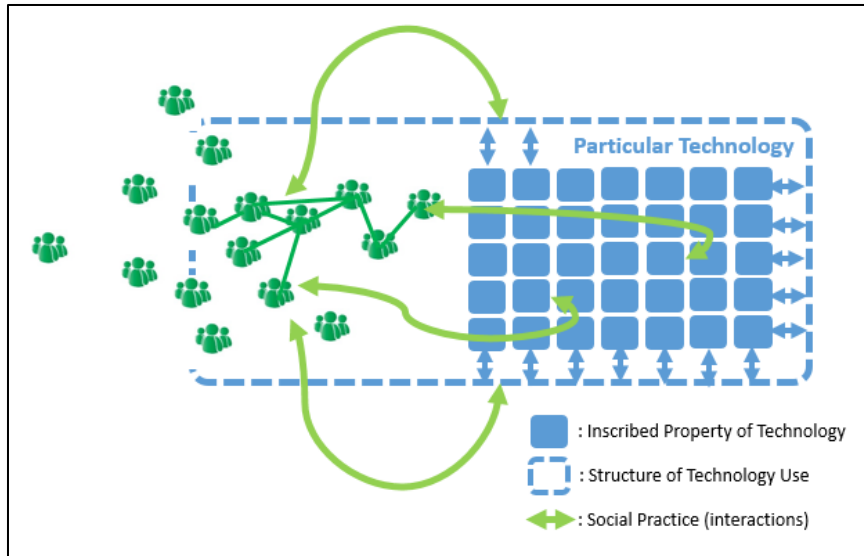 Particular Technology
: Inscribed Property of Technology
: Structure of Technology Use
: Social Practice (interactions)